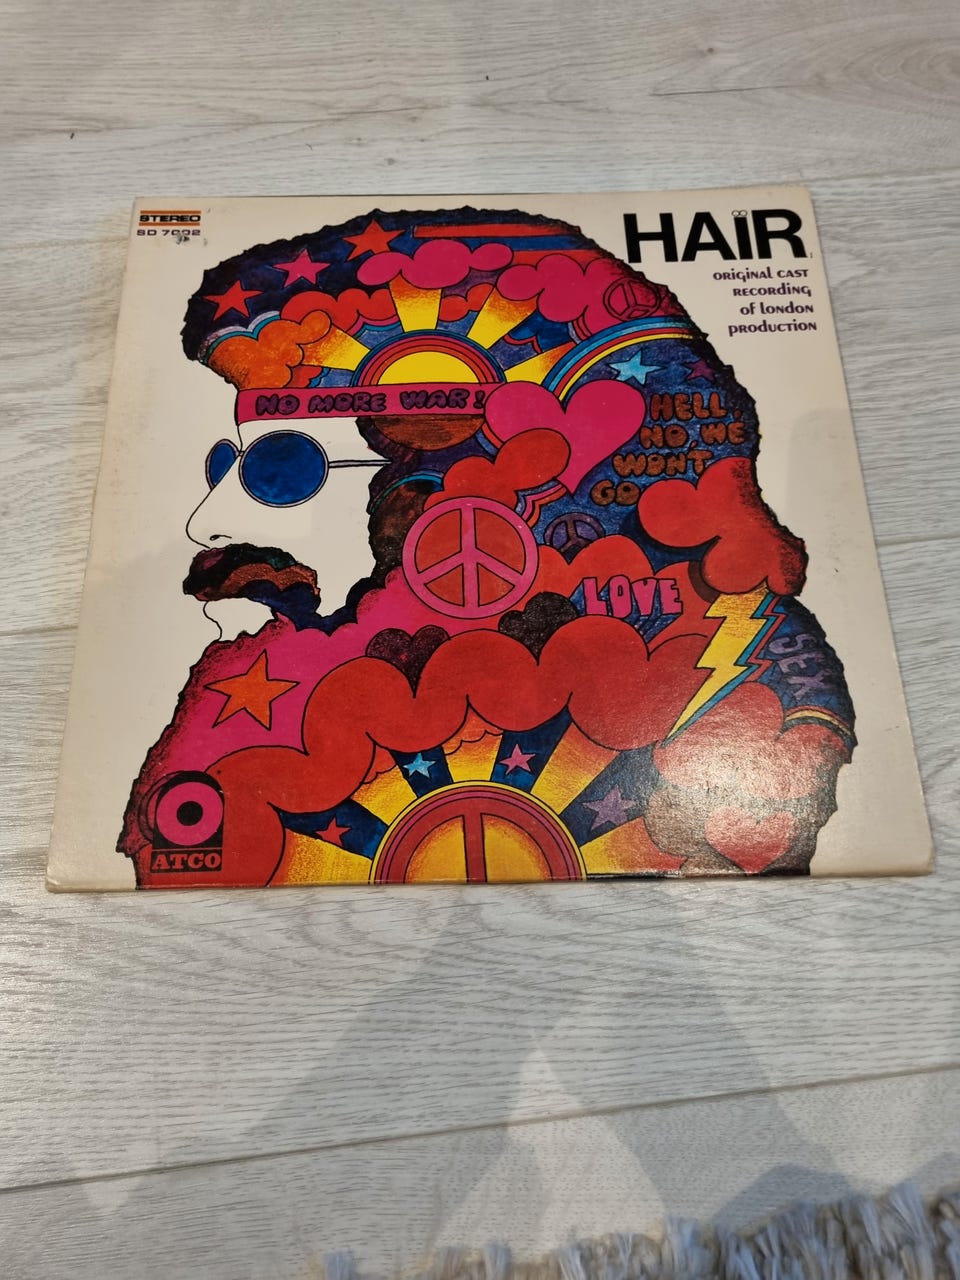 STEREO
SD 7002
HAIR
ORIGINAL CAST
RECORDING
OF LONDON
PRODUCTION
NO MORE WAR!
HELL,
NO, WE
WON'T
GO
LOVE
SEX
ATCO